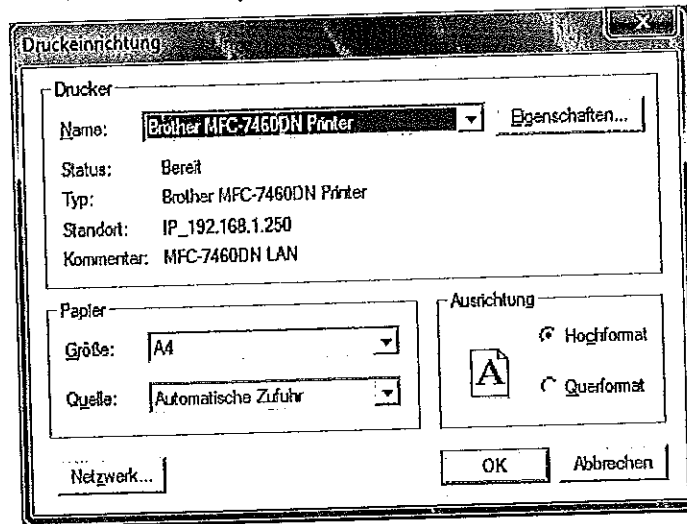 Druckeinrichtung
Drucker
Name: Brother MFC-7460DN Printer Eigenschaften...
Status: Bereit
Typ: Brother MFC-7460DN Printer
Standort: IP_192.168.1.250
Kommentar: MFC-7460DN LAN
Papier
Größe: A4
Quelle: Automatische Zufuhr
Ausrichtung
A
Hochformat
Querformat
Netzwerk... OK Abbrechen